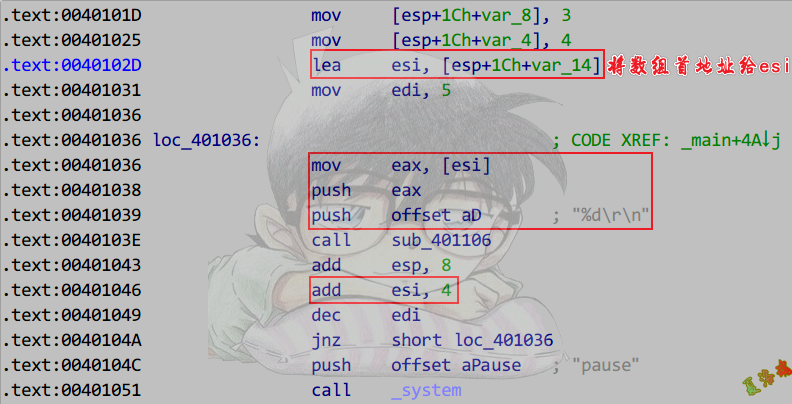 .text:0040101D mov [esp+1Ch+var_8], 3
.text:00401025 mov [esp+1Ch+var_4], 4
.text:0040102D lea esi, [esp+1Ch+var_14] 将数组首地址给esi
.text:00401031 mov edi, 5
.text:00401036
.text:00401036 loc_401036: ; CODE XREF: _main+4A↓j
.text:00401036 mov eax, [esi]
.text:00401038 push eax
.text:00401039 push offset aD ; "%d\r\n"
.text:0040103E call sub_401106
.text:00401043 add esp, 8
.text:00401046 add esi, 4
.text:00401049 dec edi
.text:0040104A jnz short loc_401036
.text:0040104C push offset aPause ; "pause"
.text:00401051 call _system